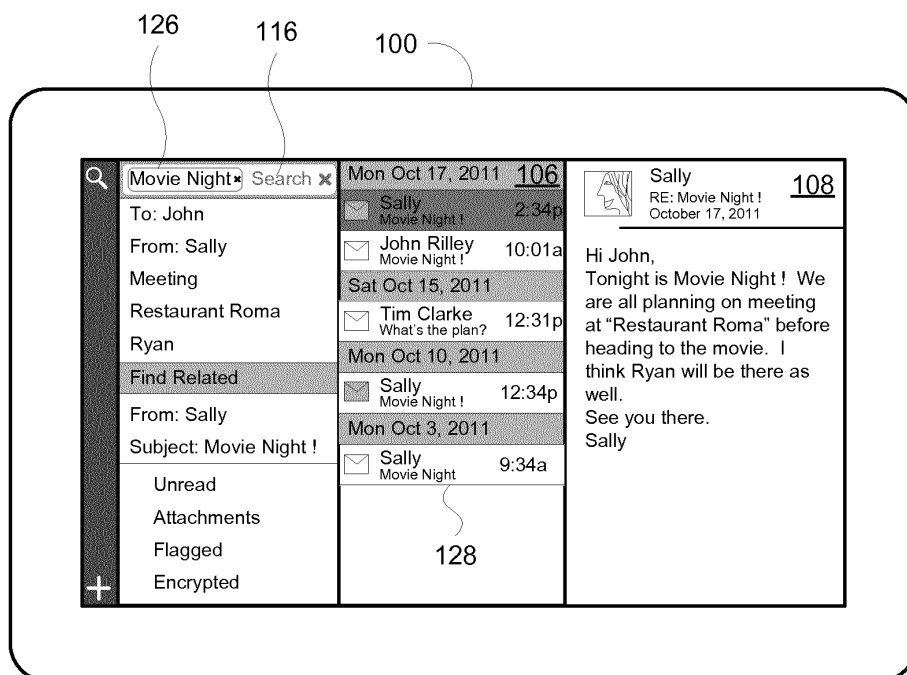 126
116
100
Movie Night × Search ×
To: John
From: Sally
Meeting
Restaurant Roma
Ryan
Find Related
From: Sally
Subject: Movie Night !
Unread
Attachments
Flagged
Encrypted
Mon Oct 17, 2011 106
Sally 2:34p
Movie Night !
John Rilley 10:01a
Movie Night !
Sat Oct 15, 2011
Tim Clarke 12:31p
What's the plan?
Mon Oct 10, 2011
Sally 12:34p
Movie Night !
Mon Oct 3, 2011
Sally 9:34a
Movie Night
128
Sally 108
RE: Movie Night !
October 17, 2011
Hi John,
Tonight is Movie Night ! We
are all planning on meeting
at “Restaurant Roma” before
heading to the movie. I
think Ryan will be there as
well.
See you there.
Sally